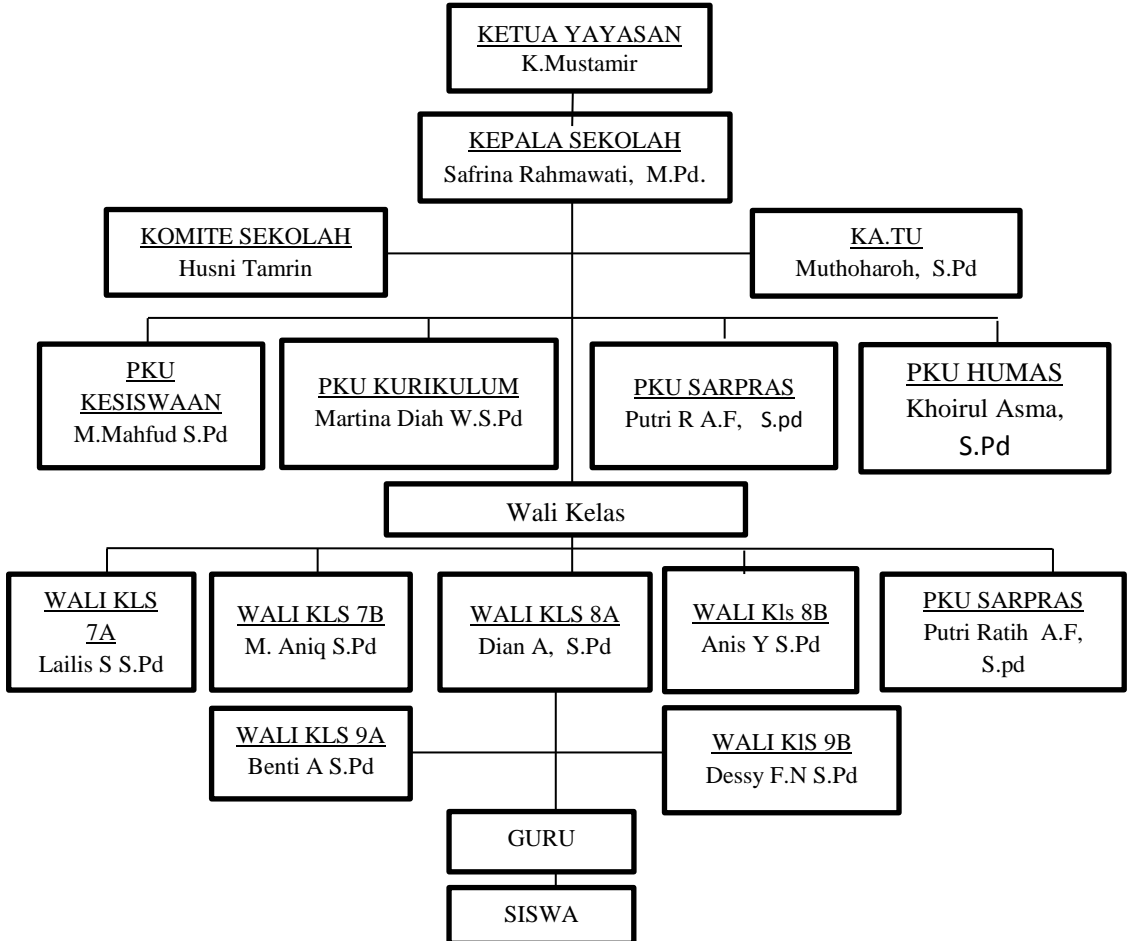 KETUA YAYASAN
K.Mustamir
KEPALA SEKOLAH
Safrina Rahmawati, M.Pd.
KOMITE SEKOLAH
Husni Tamrin
KA.TU
Muthoharoh, S.Pd
PKU
KESISWAAN
M.Mahfud S.Pd
PKU KURIKULUM
Martina Diah W.S.Pd
PKU SARPRAS
Putri R A.F, S.pd
PKU HUMAS
Khoirul Asma,
S.Pd
Wali Kelas
WALI KLS
7A
Lailis S S.Pd
WALI KLS 7B
M. Aniq S.Pd
WALI KLS 8A
Dian A, S.Pd
WALI Kls 8B
Anis Y S.Pd
PKU SARPRAS
Putri Ratih A.F,
S.pd
WALI KLS 9A
Benti A S.Pd
WALI KlS 9B
Dessy F.N S.Pd
GURU
SISWA